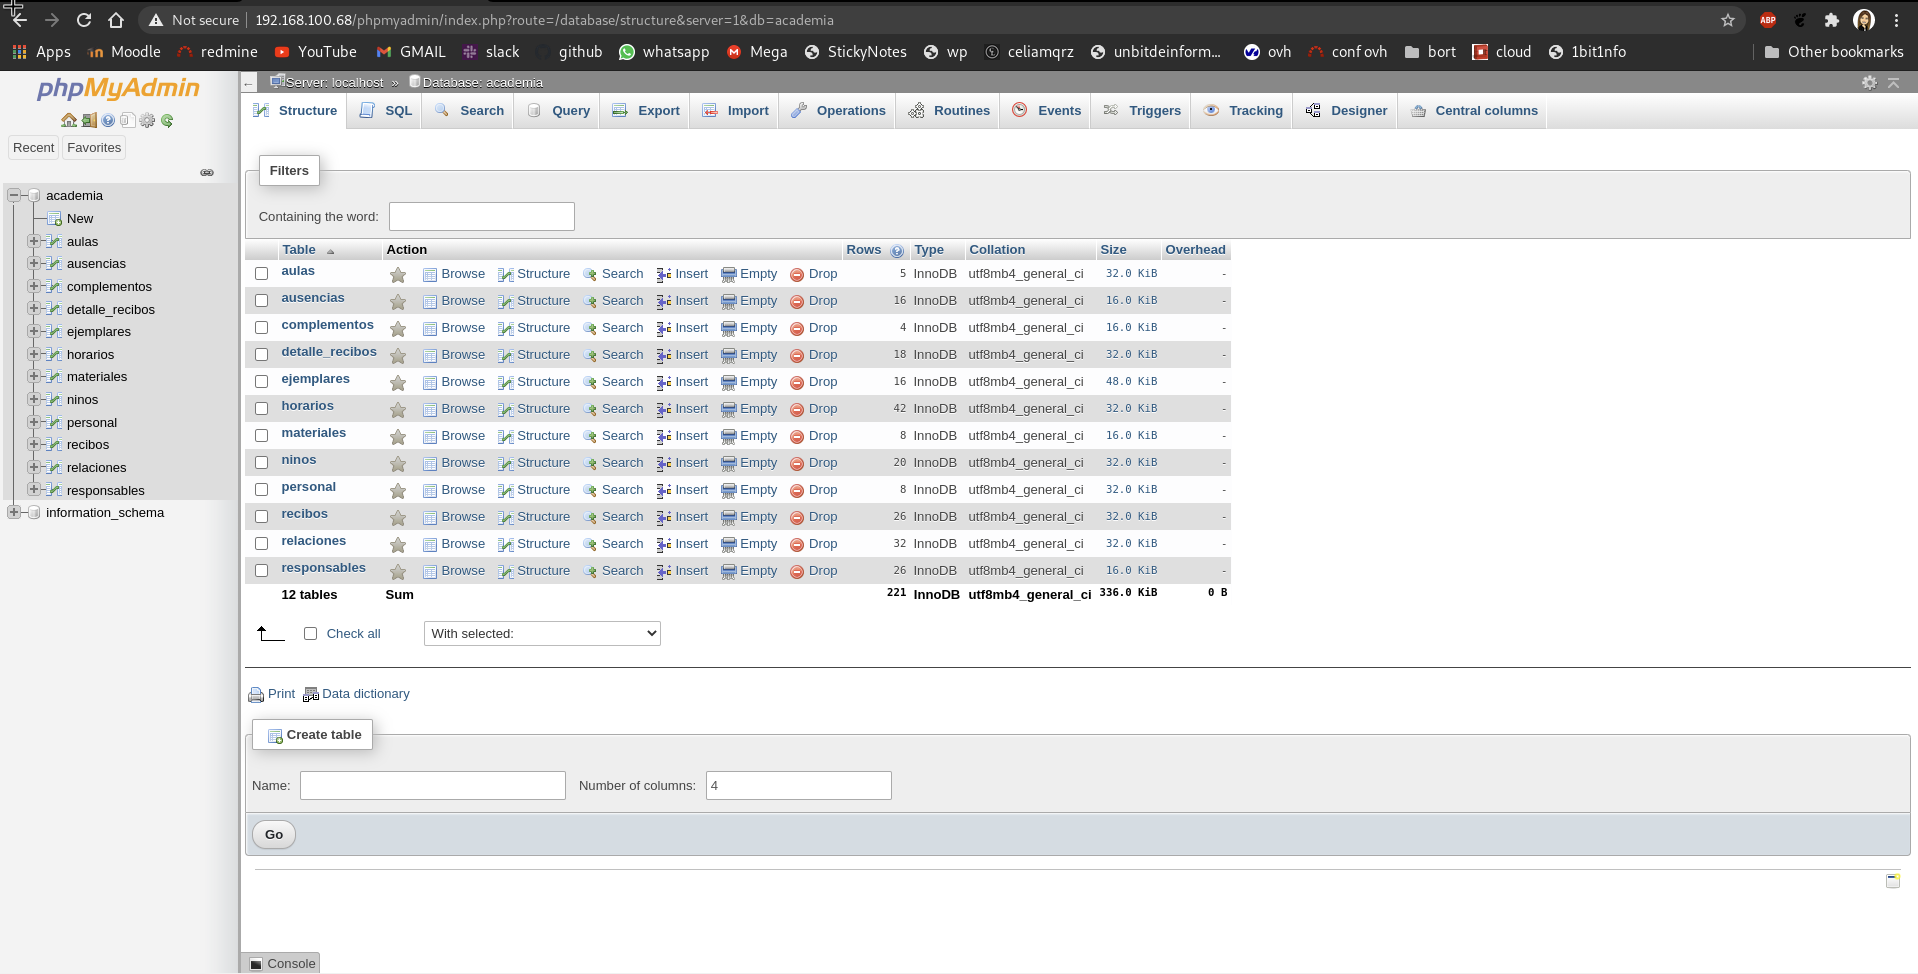 Not secure 192.168.100.68/phpmyadmin/index.php?route=/database/structure&server=1&db=academia ABP
Apps Moodle redmine YouTube GMAIL slack github whatsapp Mega StickyNotes wp celiamqrz unbitdeinform... ovh conf ovh bort cloud 1bit1nfo Other bookmarks
phpMyAdmin
Recent Favorites
academia
New
aulas
ausencias
complementos
detalle_recibos
ejemplares
horarios
materiales
ninos
personal
recibos
relaciones
responsables
information_schema
Server: localhost » Database: academia
Structure SQL Search Query Export Import Operations Routines Events Triggers Tracking Designer Central columns
Filters
Containing the word:
Table Action Rows Type Collation Size Overhead
aulas Browse Structure Search Insert Empty Drop 5 InnoDB utf8mb4_general_ci 32.0 KiB -
ausencias Browse Structure Search Insert Empty Drop 16 InnoDB utf8mb4_general_ci 16.0 KiB -
complementos Browse Structure Search Insert Empty Drop 4 InnoDB utf8mb4_general_ci 16.0 KiB -
detalle_recibos Browse Structure Search Insert Empty Drop 18 InnoDB utf8mb4_general_ci 32.0 KiB -
ejemplares Browse Structure Search Insert Empty Drop 16 InnoDB utf8mb4_general_ci 48.0 KiB -
horarios Browse Structure Search Insert Empty Drop 42 InnoDB utf8mb4_general_ci 32.0 KiB -
materiales Browse Structure Search Insert Empty Drop 8 InnoDB utf8mb4_general_ci 16.0 KiB -
ninos Browse Structure Search Insert Empty Drop 20 InnoDB utf8mb4_general_ci 32.0 KiB -
personal Browse Structure Search Insert Empty Drop 8 InnoDB utf8mb4_general_ci 32.0 KiB -
recibos Browse Structure Search Insert Empty Drop 26 InnoDB utf8mb4_general_ci 32.0 KiB -
relaciones Browse Structure Search Insert Empty Drop 32 InnoDB utf8mb4_general_ci 32.0 KiB -
responsables Browse Structure Search Insert Empty Drop 26 InnoDB utf8mb4_general_ci 16.0 KiB -
12 tables Sum 221 InnoDB utf8mb4_general_ci 336.0 KiB 0 B
Check all With selected:
Print Data dictionary
Create table
Name: Number of columns: 4
Go
Console